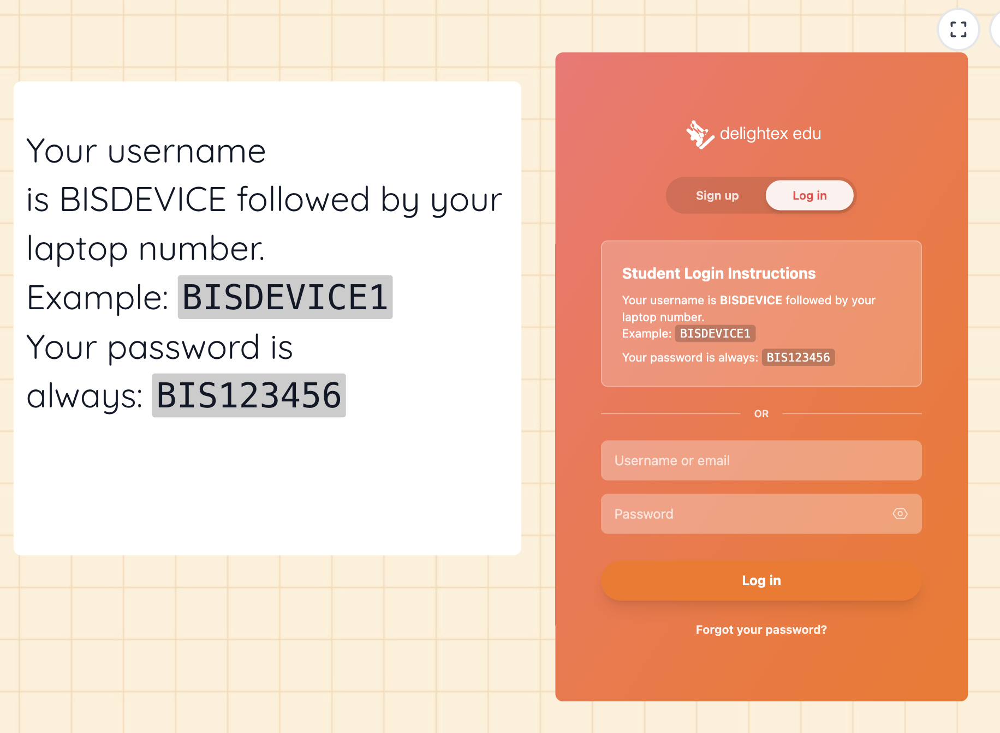 Your username
is BISDEVICE followed by your
laptop number.
Example: BISDEVICE1
Your password is
always: BIS123456
delightex edu
Sign up
Log in
Student Login Instructions
Your username is BISDEVICE followed by your
laptop number.
Example: BISDEVICE1
Your password is always: BIS123456
OR
Username or email
Password
Log in
Forgot your password?